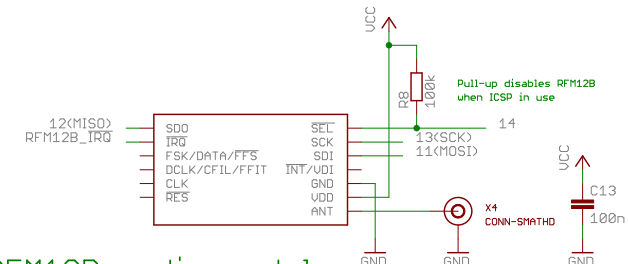 VCC
R8
100k
Pull-up disables RFM12B
when ICSP in use
12(MISO)
RFM12B_IRQ
SDO
IRQ
FSK/DATA/FFS
DCLK/CFIL/FFIT
CLK
RES
SEL
SCK
SDI
INT/VDI
GND
VDD
ANT
14
13(SCK)
11(MOSI)
X4
CONN-SMATHD
VCC
C13
100n
GND
GND
GND